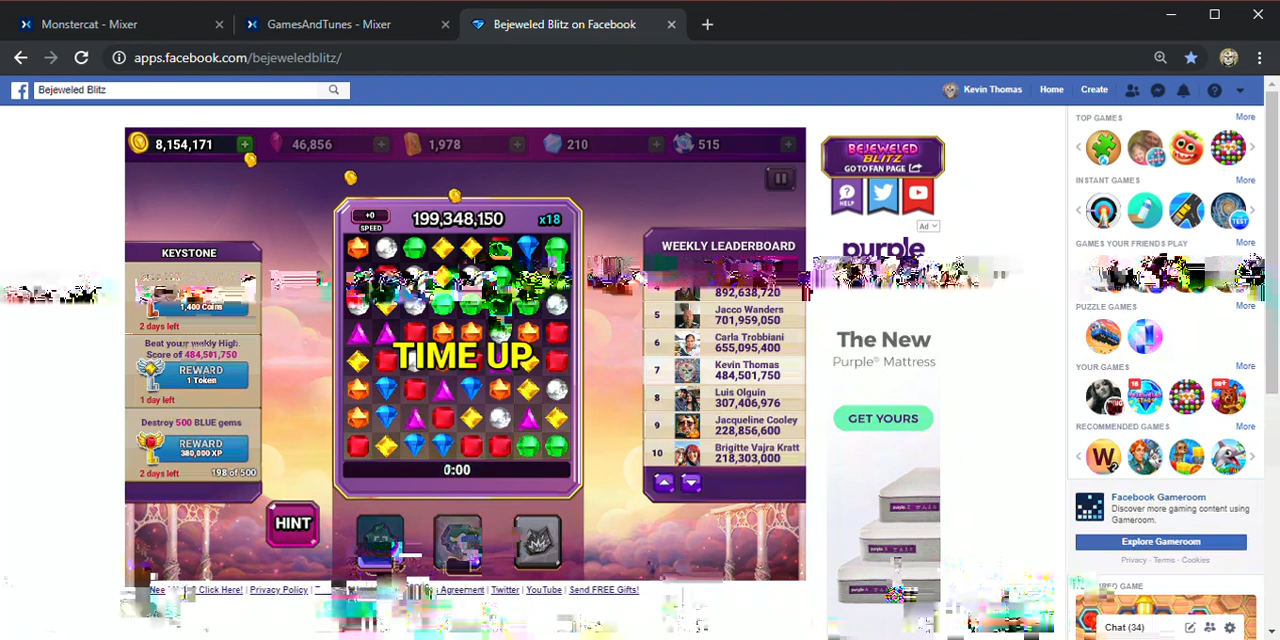 Monstercat - Mixer
GamesAndTunes - Mixer
Bejeweled Blitz on Facebook
apps.facebook.com/bejeweledblitz/
Bejeweled Blitz
Kevin Thomas
Home
Create
8,154,171
46,856
1,978
210
515
+0
SPEED
199,348,150
x18
KEYSTONE
1,400 Coins
2 days left
Beat your weekly High
Score of 484,501,750
REWARD
1 Token
1 day left
Destroy 500 BLUE gems
REWARD
380,000 XP
2 days left
198 of 500
TIME UP
0:00
HINT
WEEKLY LEADERBOARD
892,638,720
5
Jacco Wanders
701,959,050
6
Carla Trobbiani
655,095,400
7
Kevin Thomas
484,501,750
8
Luis Olguin
307,406,976
9
Jacqueline Cooley
228,856,600
10
Brigitte Vajra Kratt
218,303,000
Click Here!
Privacy Policy
Agreement
Twitter
YouTube
Send FREE Gifts!
BEJEWELED
BLITZ
GO TO FAN PAGE
HELP
Ad
purple
The New
Purple® Mattress
GET YOURS
TOP GAMES
More
INSTANT GAMES
More
TEST
GAMES YOUR FRIENDS PLAY
More
PUZZLE GAMES
More
YOUR GAMES
More
RECOMMENDED GAMES
More
Facebook Gameroom
Discover more gaming content using
Gameroom.
Explore Gameroom
Privacy · Terms · Cookies
GAME
Chat (34)